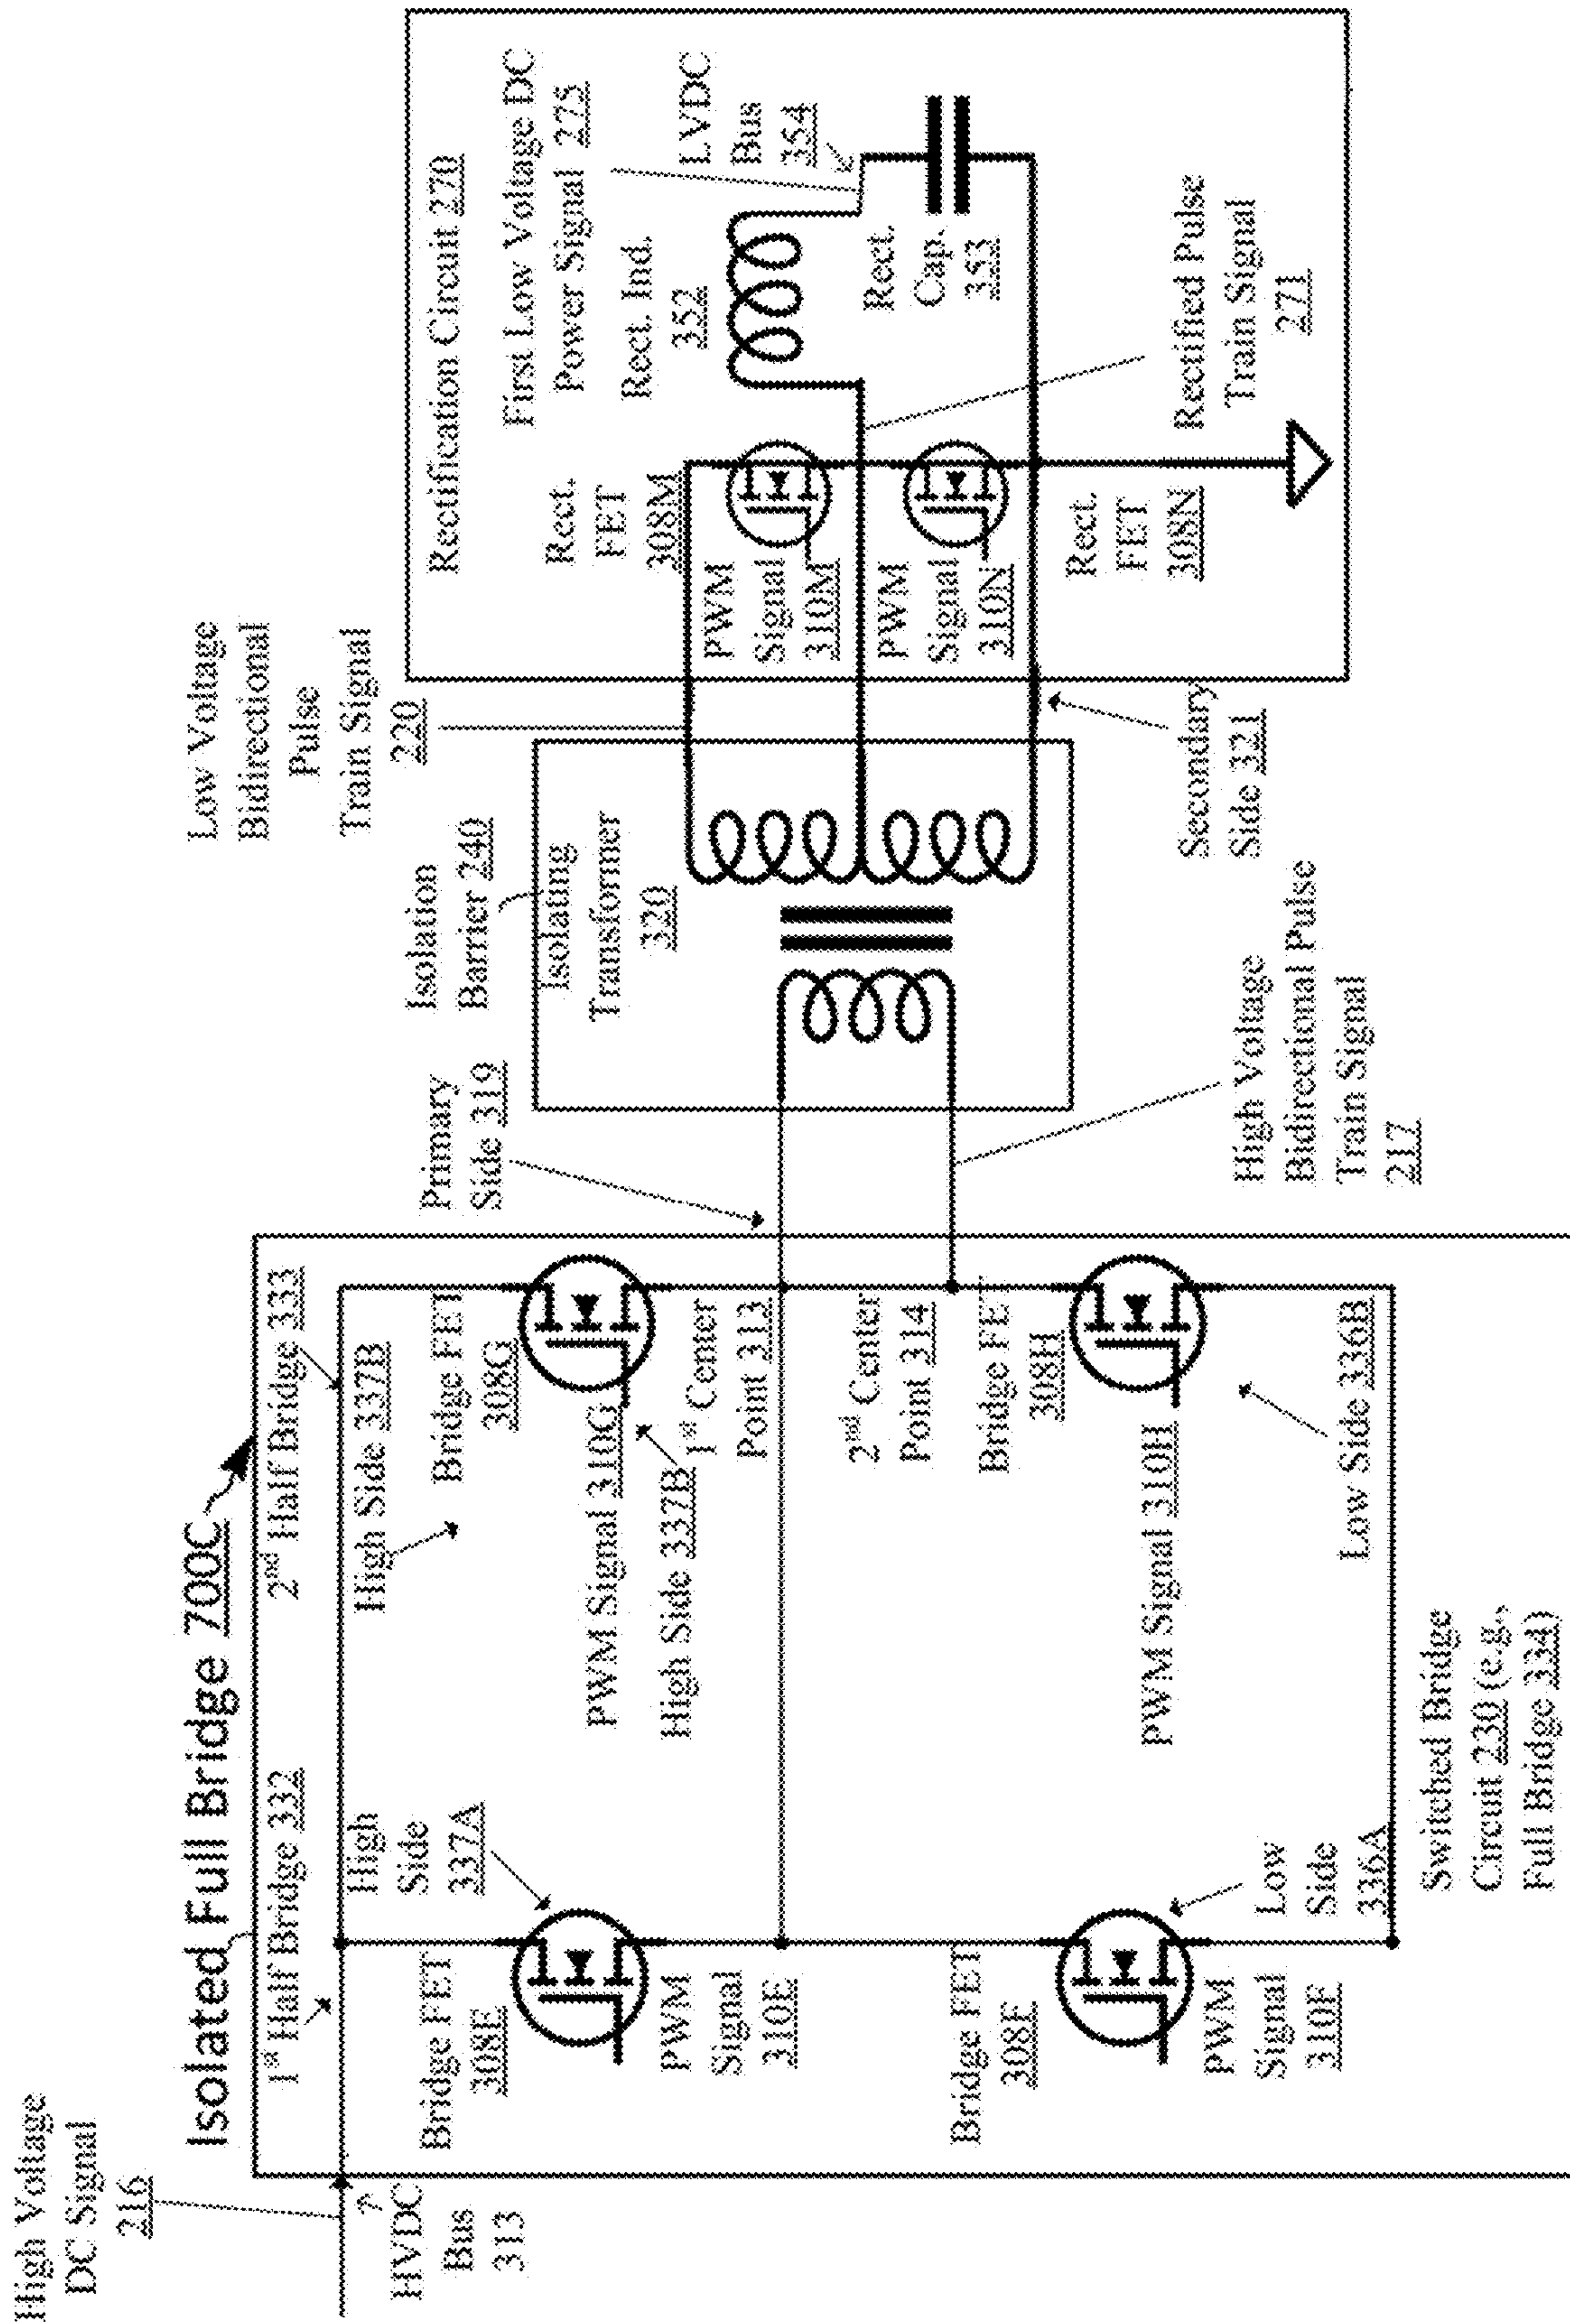 Isolated Full Bridge 700C
High Voltage
DC Signal
216
HVDC
Bus
313
1st Half Bridge 332
2nd Half Bridge 333
High
Side
337A
High Side 337B
Bridge FET
308E
PWM
Signal
310E
Bridge FET
308G
PWM Signal 310G
High Side 337B
1st Center
Point 313
2nd Center
Point 314
Bridge FET
308F
PWM
Signal
310F
Low
Side
336A
Bridge FET
308H
PWM Signal 310H
Low Side 336B
Switched Bridge
Circuit 230 (e.g.,
Full Bridge 334)
Primary
Side 319
High Voltage
Bidirectional Pulse
Train Signal
217
Isolation
Barrier 240
Isolating
Transformer
320
Low Voltage
Bidirectional
Pulse
Train Signal
220
Secondary
Side 321
Rectification Circuit 270
First Low Voltage DC
Power Signal 275
Rect.
FET
308M
PWM
Signal
310M
PWM
Signal
310N
Rect.
FET
308N
Rect. Ind.
352
LVDC
Bus
354
Rect.
Cap.
353
Rectified Pulse
Train Signal
271